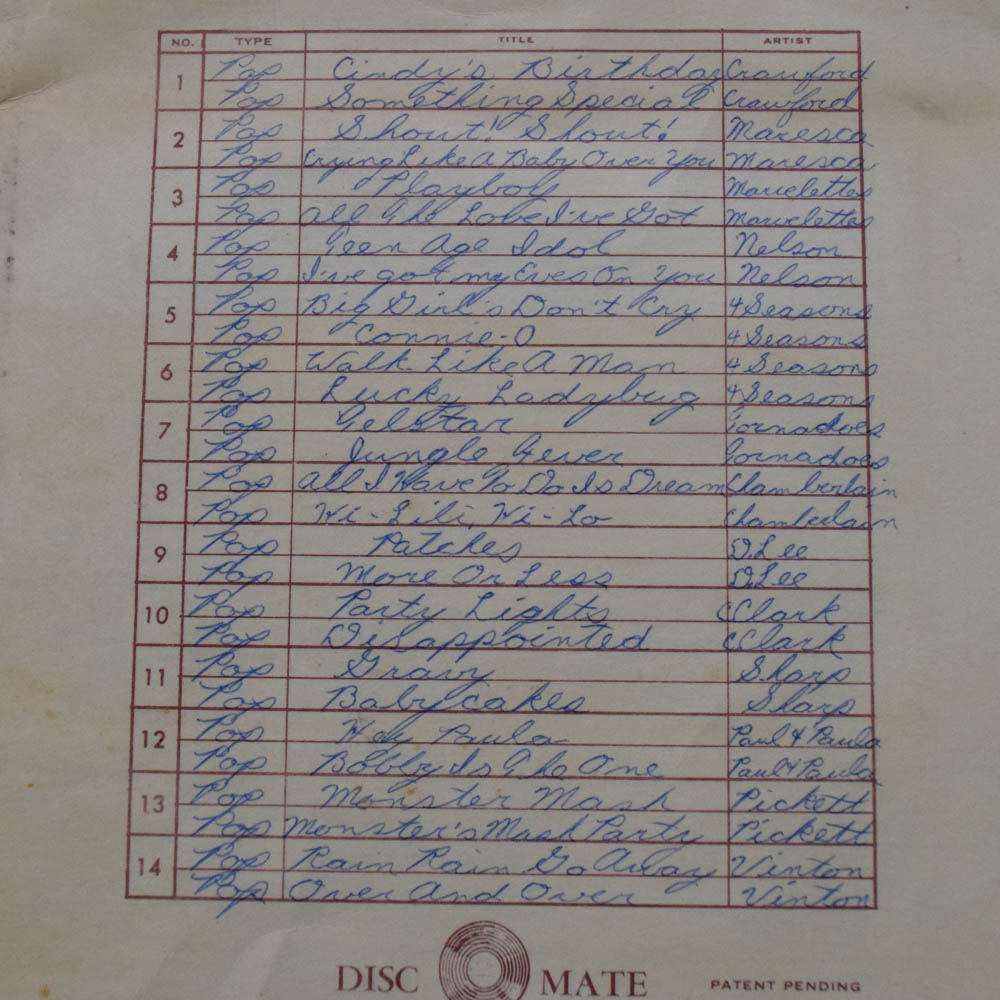 NO. TYPE TITLE ARTIST
1 Pop Cindy's Birthday Crawford
Pop Something Special Crawford
2 Pop Shout! Shout! Maresca
Pop Crying Like A Baby Over You Maresca
3 Pop Playboy Marvelettes
Pop All The Love I've Got Marvelettes
4 Pop Teen Age Idol Nelson
Pop I've got my Eyes On You Nelson
5 Pop Big Girl's Don't Cry 4 Seasons
Pop Connie-O 4 Seasons
6 Pop Walk Like A Man 4 Seasons
Pop Lucky Ladybug 4 Seasons
7 Pop Telstar Tornadoes
Pop Jungle Fever Tornadoes
8 Pop All I Have To Do Is Dream Chamberlain
Pop Hi-Lili, Hi-Lo Chamberlain
9 Pop Patches D. Lee
Pop More Or Less D. Lee
10 Pop Party Lights C Clark
Pop Disappointed C Clark
11 Pop Gravy Sharp
Pop Baby Cakes Sharp
12 Pop Hey Paula Paul & Paula
Pop Bobby Is The One Paul & Paula
13 Pop Monster Mash Pickett
Pop Monster's Mash Party Pickett
14 Pop Rain Rain Go Away Vinton
Pop Over And Over Vinton
DISC MATE PATENT PENDING